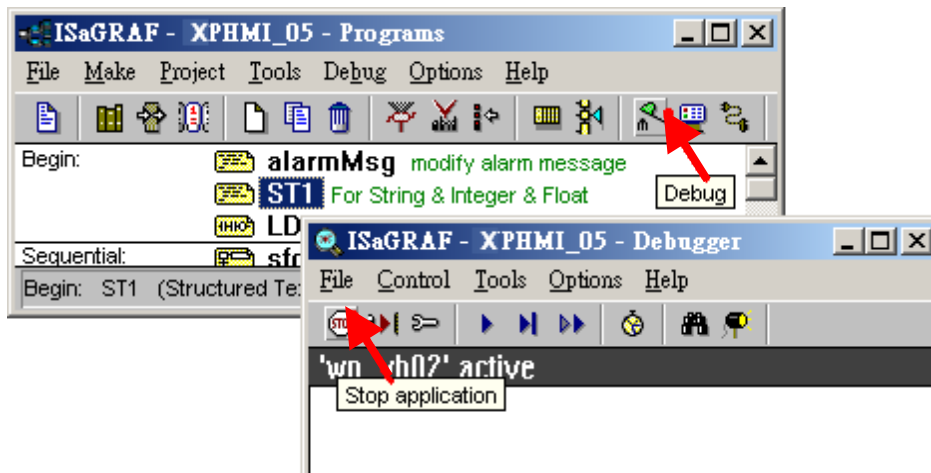 ISaGRAF - XPHMI_05 - Programs
File Make Project Tools Debug Options Help
Begin: alarmMsg modify alarm message
ST1 For String & Integer & Float
Debug
LD
Sequential: sfc
Begin: ST1 (Structured Te
ISaGRAF - XPHMI_05 - Debugger
File Control Tools Options Help
STO
active
Stop application